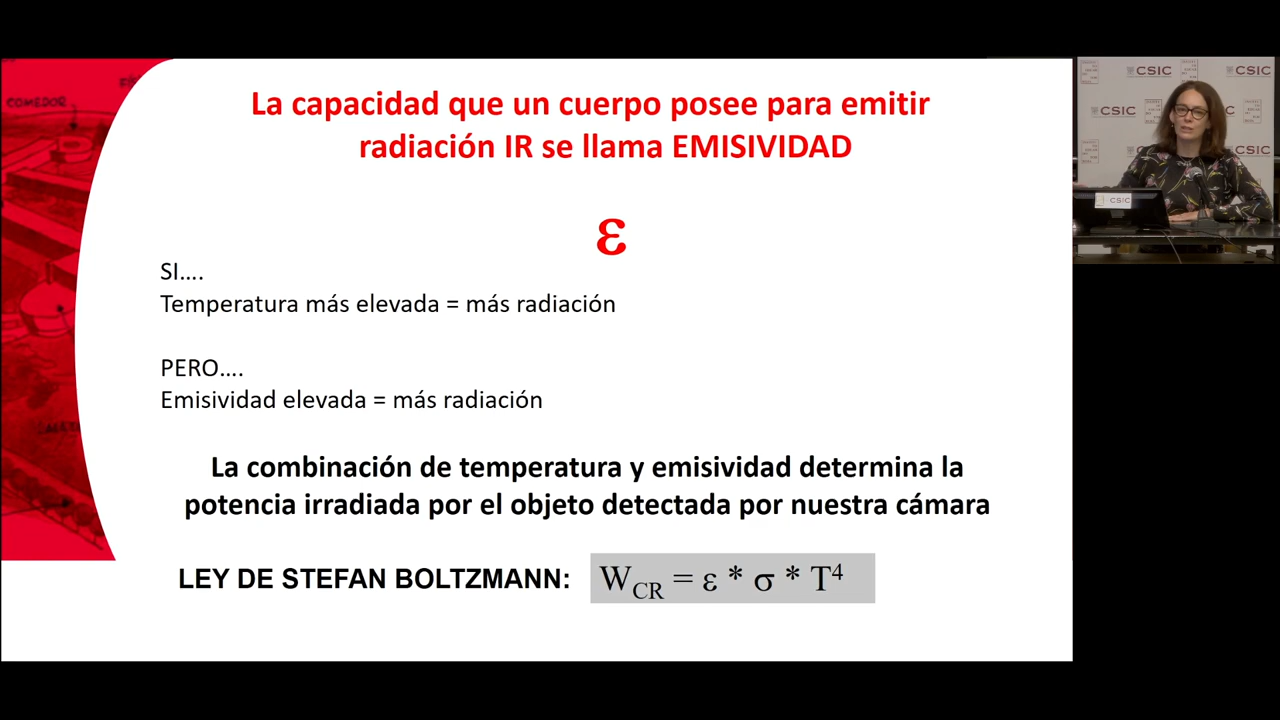 La capacidad que un cuerpo posee para emitir
radiación IR se llama EMISIVIDAD
ε
SI....
Temperatura más elevada = más radiación
PERO....
Emisividad elevada = más radiación
La combinación de temperatura y emisividad determina la
potencia irradiada por el objeto detectada por nuestra cámara
LEY DE STEFAN BOLTZMANN: W_CR = ε * σ * T⁴
COMEDOR
CSIC
CSIC
CSIC
CSIC
CSIC
CSIC